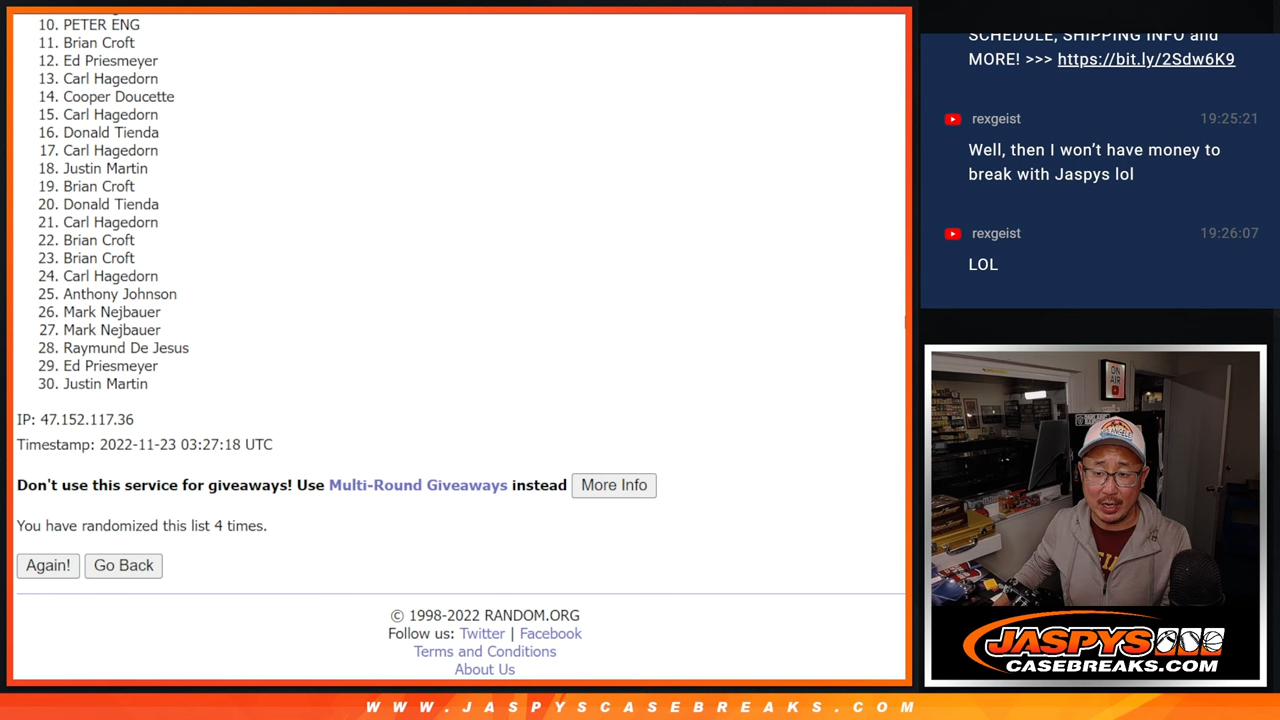 10. PETER ENG
11. Brian Croft
12. Ed Priesmeyer
13. Carl Hagedorn
14. Cooper Doucette
15. Carl Hagedorn
16. Donald Tienda
17. Carl Hagedorn
18. Justin Martin
19. Brian Croft
20. Donald Tienda
21. Carl Hagedorn
22. Brian Croft
23. Brian Croft
24. Carl Hagedorn
25. Anthony Johnson
26. Mark Nejbauer
27. Mark Nejbauer
28. Raymund De Jesus
29. Ed Priesmeyer
30. Justin Martin
IP: 47.152.117.36
Timestamp: 2022-11-23 03:27:18 UTC
Don't use this service for giveaways! Use Multi-Round Giveaways instead More Info
You have randomized this list 4 times.
Again! Go Back
© 1998-2022 RANDOM.ORG
Follow us: Twitter | Facebook
Terms and Conditions
About Us
SCHEDULE, SHIPPING INFO and
MORE! >>> https://bit.ly/2Sdw6K9
rexgeist 19:25:21
Well, then I won't have money to
break with Jaspys lol
rexgeist 19:26:07
LOL
ON
AIR
JASPYS
CASEBREAKS.COM
WWW.JASPYSCASEBREAKS.COM